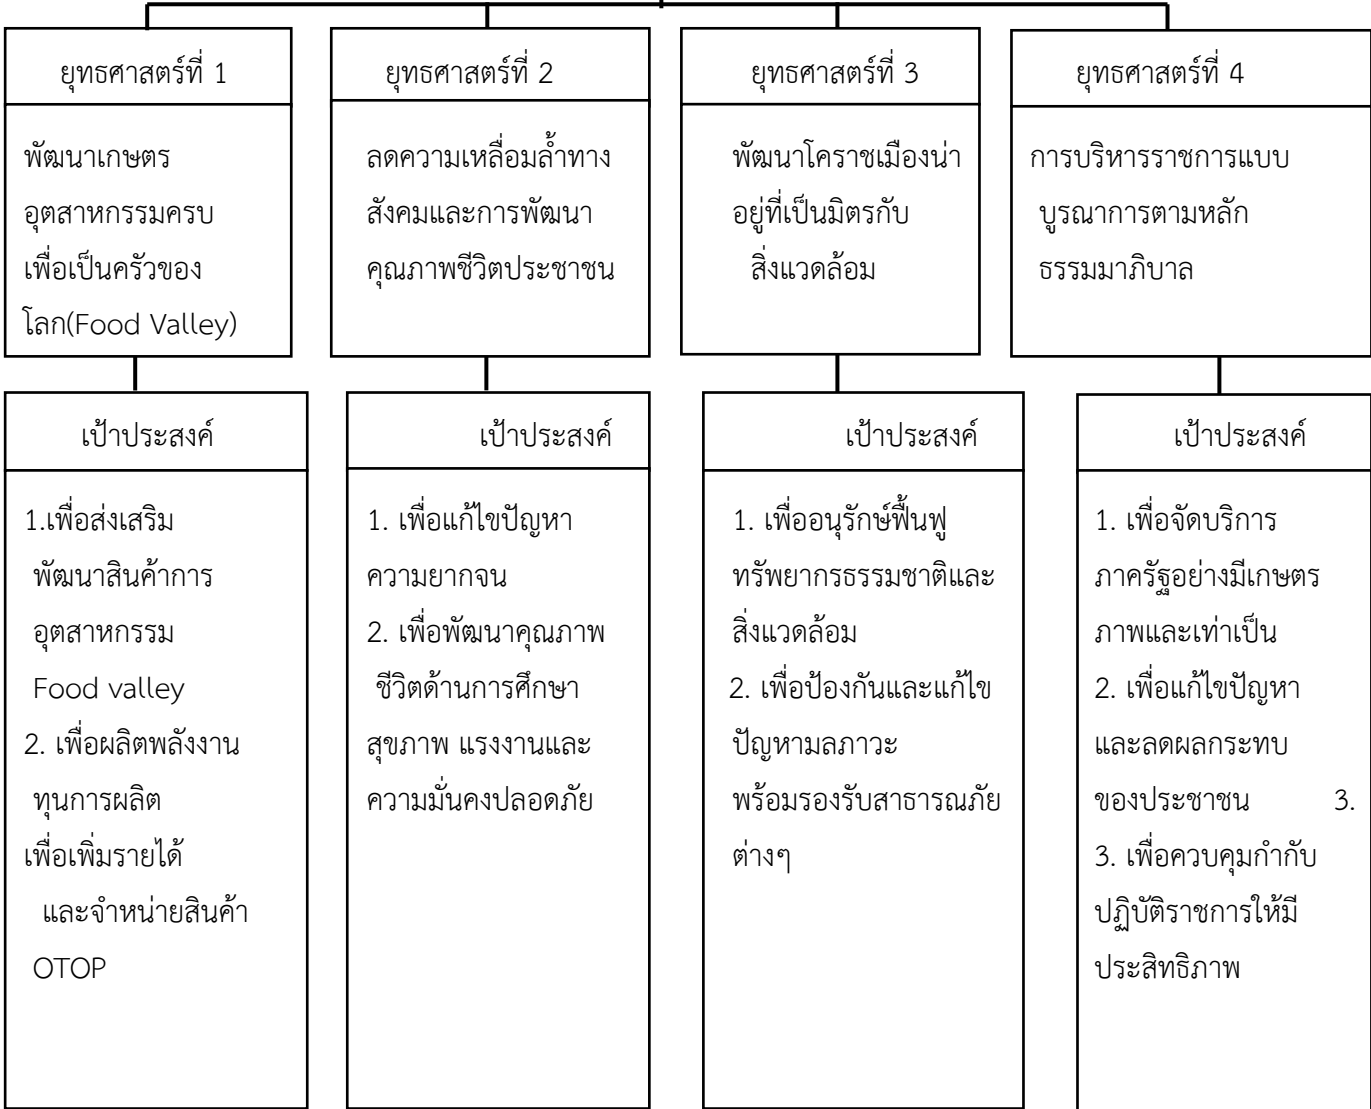 ยุทธศาสตร์ที่ 1
พัฒนาเกษตร
อุตสาหกรรมครบ
เพื่อเป็นครัวของ
โลก(Food Valley)
ยุทธศาสตร์ที่ 2
ลดความเหลื่อมล้ำทาง
สังคมและการพัฒนา
คุณภาพชีวิตประชาชน
ยุทธศาสตร์ที่ 3
พัฒนาโคราชเมืองน่า
อยู่ที่เป็นมิตรกับ
สิ่งแวดล้อม
ยุทธศาสตร์ที่ 4
การบริหารราชการแบบ
บูรณาการตามหลัก
ธรรมมาภิบาล
เป้าประสงค์
1.เพื่อส่งเสริม
พัฒนาสินค้าการ
อุตสาหกรรม
Food valley
2. เพื่อผลิตพลังงาน
ทุนการผลิต
เพื่อเพิ่มรายได้
และจำหน่ายสินค้า
OTOP
เป้าประสงค์
1. เพื่อแก้ไขปัญหา
ความยากจน
2. เพื่อพัฒนาคุณภาพ
ชีวิตด้านการศึกษา
สุขภาพ แรงงานและ
ความมั่นคงปลอดภัย
เป้าประสงค์
1. เพื่ออนุรักษ์ฟื้นฟู
ทรัพยากรธรรมชาติและ
สิ่งแวดล้อม
2. เพื่อป้องกันและแก้ไข
ปัญหามลภาวะ
พร้อมรองรับสาธารณภัย
ต่างๆ
เป้าประสงค์
1. เพื่อจัดบริการ
ภาครัฐอย่างมีเกษตร
ภาพและเท่าเป็น
2. เพื่อแก้ไขปัญหา
และลดผลกระทบ
ของประชาชน 3.
3. เพื่อควบคุมกำกับ
ปฏิบัติราชการให้มี
ประสิทธิภาพ